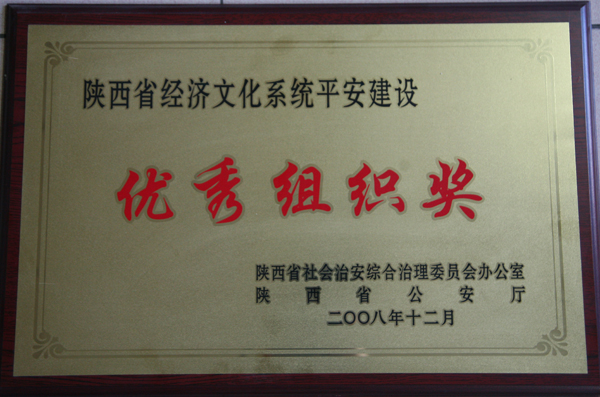 陕西省经济文化系统平安建设
优秀组织奖
陕西省社会治安综合治理委员会办公室
陕西省公安厅
二〇〇八年十二月